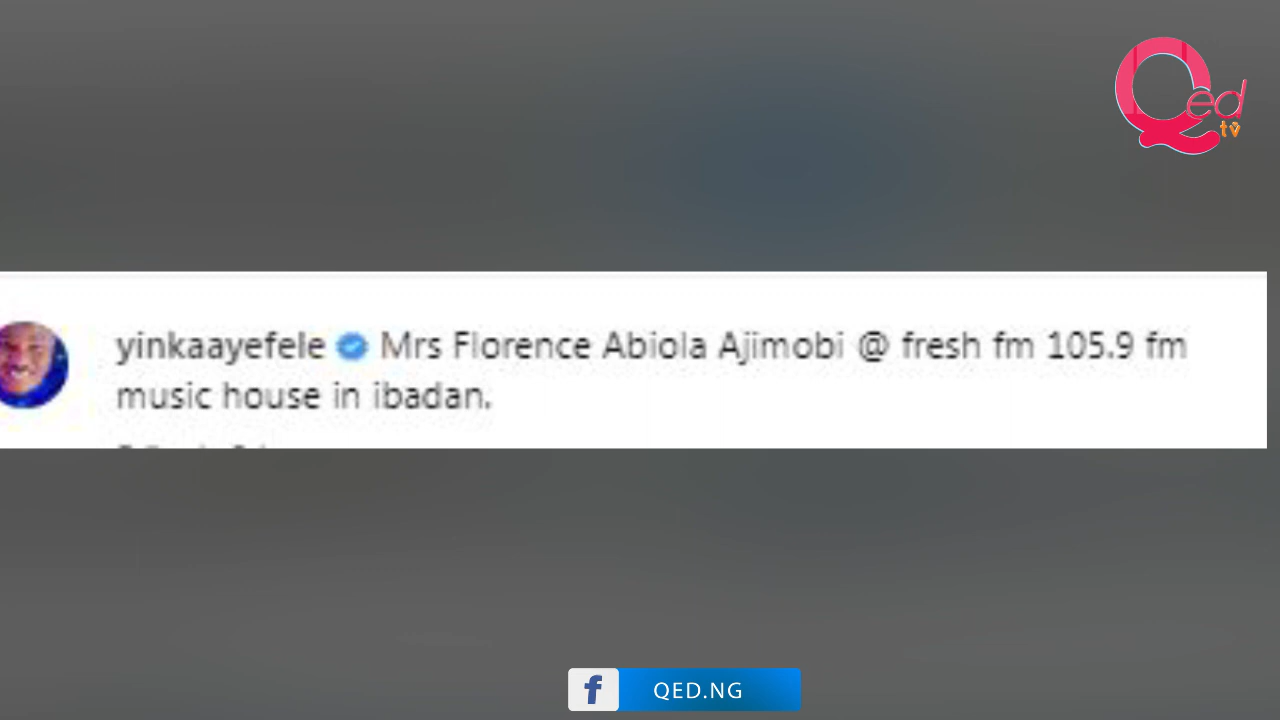 Qed
tv
yinkaayefele Mrs Florence Abiola Ajimobi @ fresh fm 105.9 fm
music house in ibadan.
f QED.NG